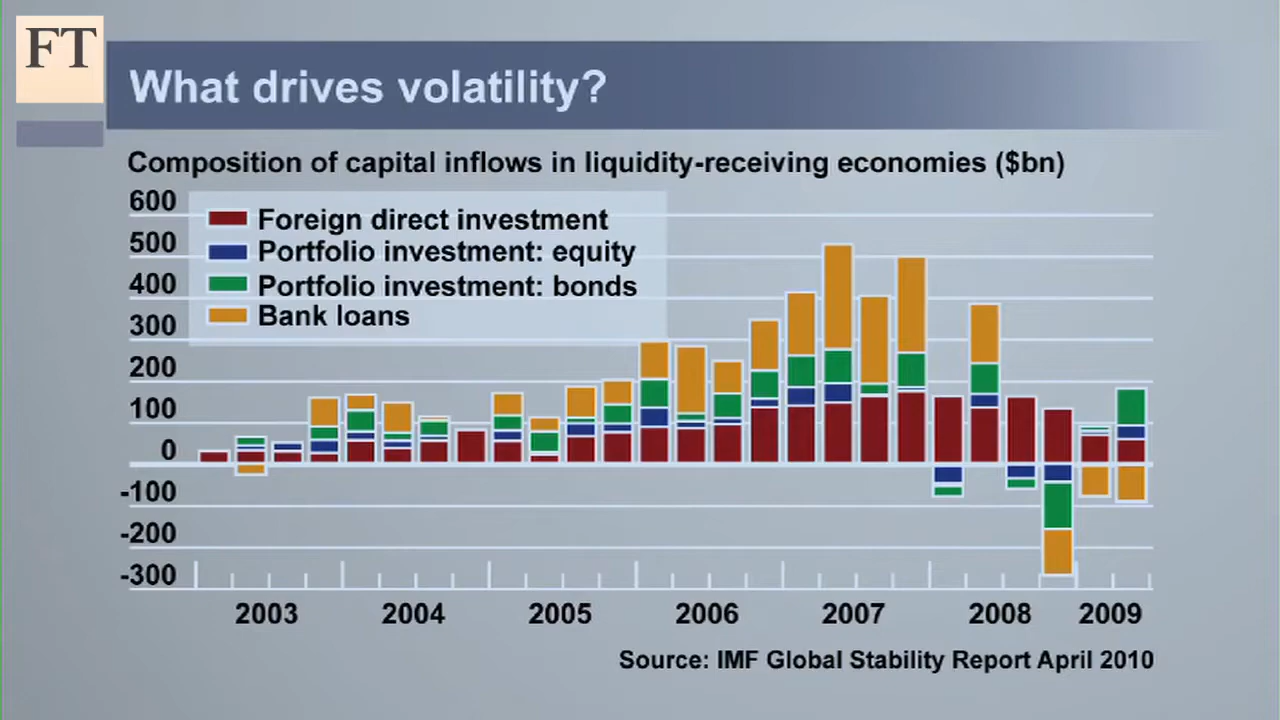 FT
What drives volatility?
Composition of capital inflows in liquidity-receiving economies ($bn)
600
500
400
300
200
100
0
-100
-200
-300
Foreign direct investment
Portfolio investment: equity
Portfolio investment: bonds
Bank loans
2003 2004 2005 2006 2007 2008 2009
Source: IMF Global Stability Report April 2010